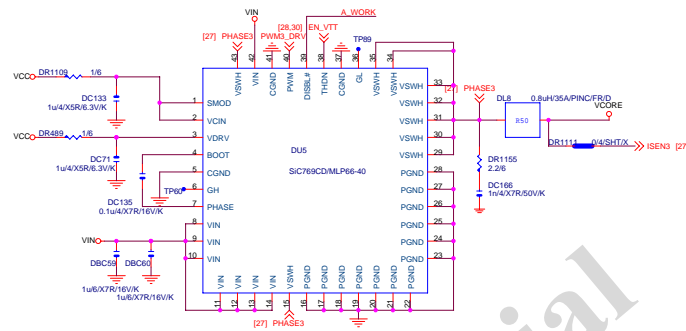 VIN
A_WORK
[27] PHASE3
[28,30] EN_VTT
PWM3_DRV
TP89
43
42
41
40
39
38
37
36
35
34
VSWH
VIN
CGND
PWM
DISBL#
THDN
CGND
GL
VSWH
VSWH
VCC
DR1109
1/6
DC133
1u/4/X5R/6.3V/K
1
SMOD
2
VCIN
VCC
DR489
1/6
3
VDRV
DC71
1u/4/X5R/6.3V/K
4
BOOT
5
CGND
TP60
6
GH
DC135
0.1u/4/X7R/16V/K
7
PHASE
8
VIN
VIN
9
VIN
10
VIN
DBC59
DBC60
1u/6/X7R/16V/K
1u/6/X7R/16V/K
DU5
SiC769CD/MLP66-40
VSWH
33
VSWH
32
VSWH
31
VSWH
30
VSWH
29
PGND
28
PGND
27
PGND
26
PGND
25
PGND
24
PGND
23
PHASE3
DL8
0.8uH/35A/PINC/FR/D
R50
VCORE
DR1111
0/4/SHT/X
ISEN3 [27
DR1155
2.2/6
DC166
1n/4/X7R/50V/K
VIN
VIN
VIN
VIN
VSWH
PGND
PGND
PGND
PGND
PGND
PGND
PGND
11
12
13
14
15
16
17
18
19
20
21
22
[27] PHASE3